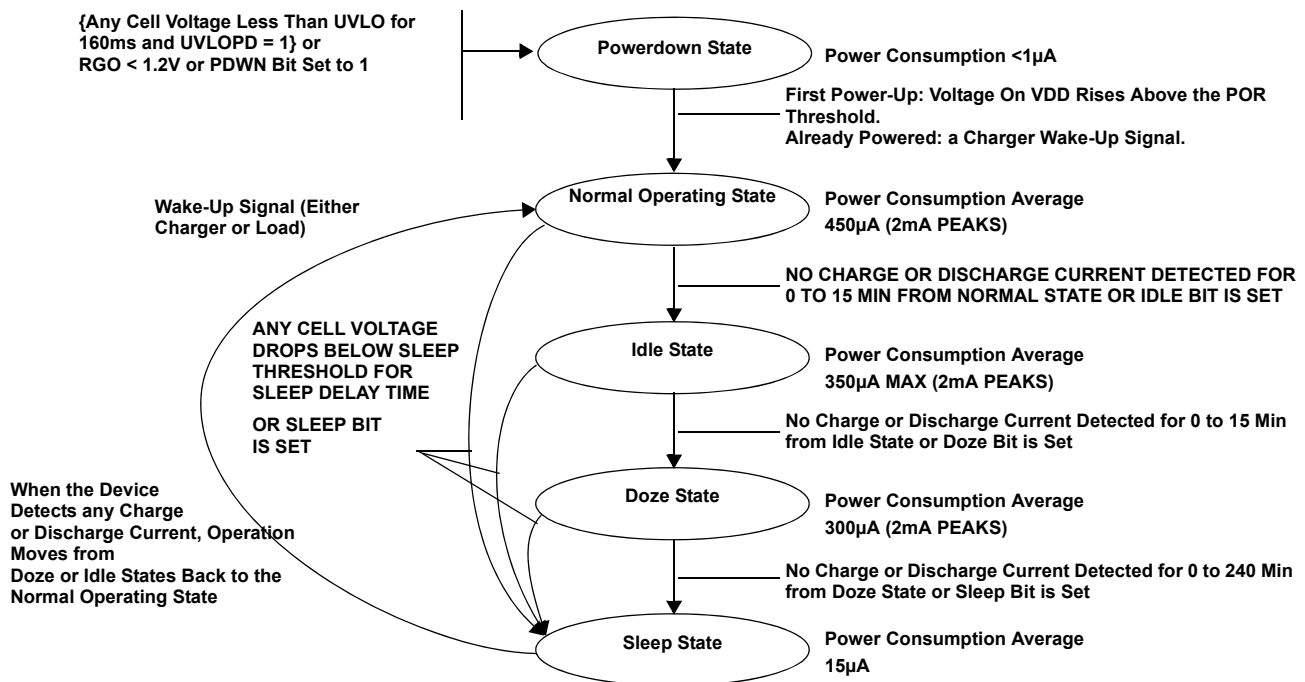 {Any Cell Voltage Less Than UVLO for
160ms and UVLOPD = 1} or
RGO < 1.2V or PDWN Bit Set to 1
Powerdown State
Power Consumption <1µA
First Power-Up: Voltage On VDD Rises Above the POR
Threshold.
Already Powered: a Charger Wake-Up Signal.
Normal Operating State
Power Consumption Average
450µA (2mA PEAKS)
Wake-Up Signal (Either
Charger or Load)
NO CHARGE OR DISCHARGE CURRENT DETECTED FOR
0 TO 15 MIN FROM NORMAL STATE OR IDLE BIT IS SET
ANY CELL VOLTAGE
DROPS BELOW SLEEP
THRESHOLD FOR
SLEEP DELAY TIME
OR SLEEP BIT
IS SET
Idle State
Power Consumption Average
350µA MAX (2mA PEAKS)
No Charge or Discharge Current Detected for 0 to 15 Min
from Idle State or Doze Bit is Set
When the Device
Detects any Charge
or Discharge Current, Operation
Moves from
Doze or Idle States Back to the
Normal Operating State
Doze State
Power Consumption Average
300µA (2mA PEAKS)
No Charge or Discharge Current Detected for 0 to 240 Min
from Doze State or Sleep Bit is Set
Sleep State
Power Consumption Average
15µA